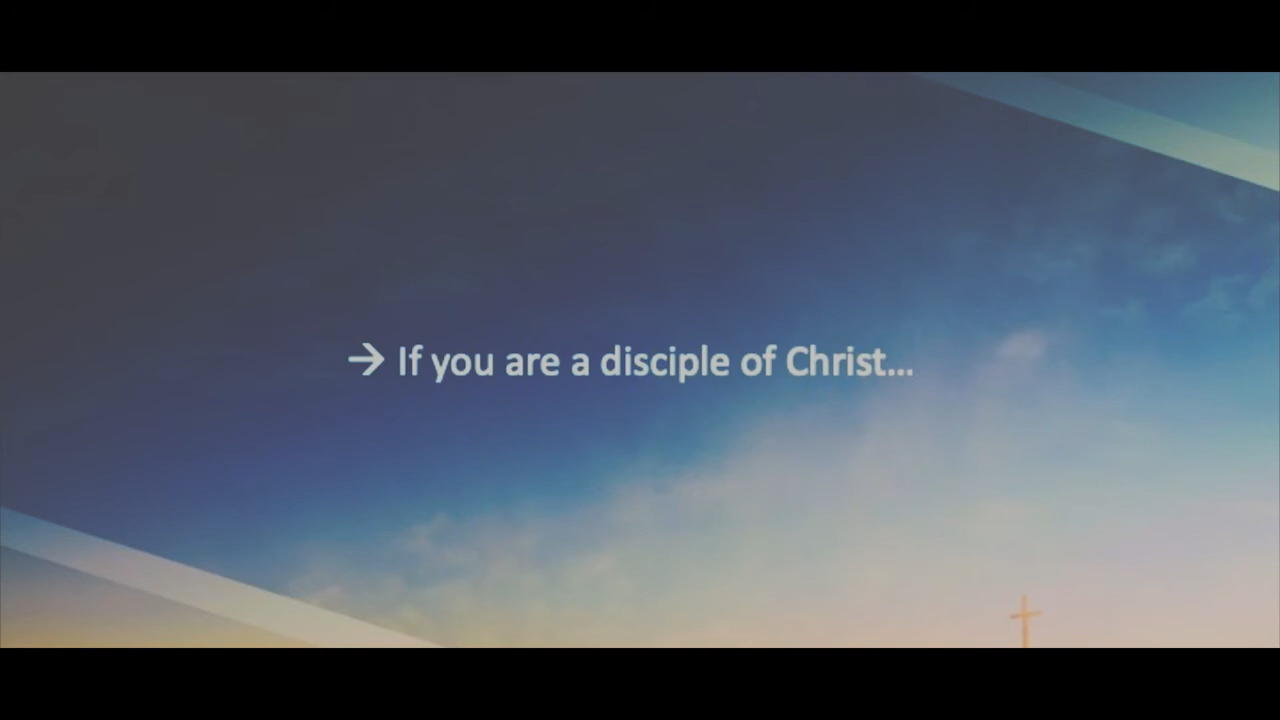 → If you are a disciple of Christ...